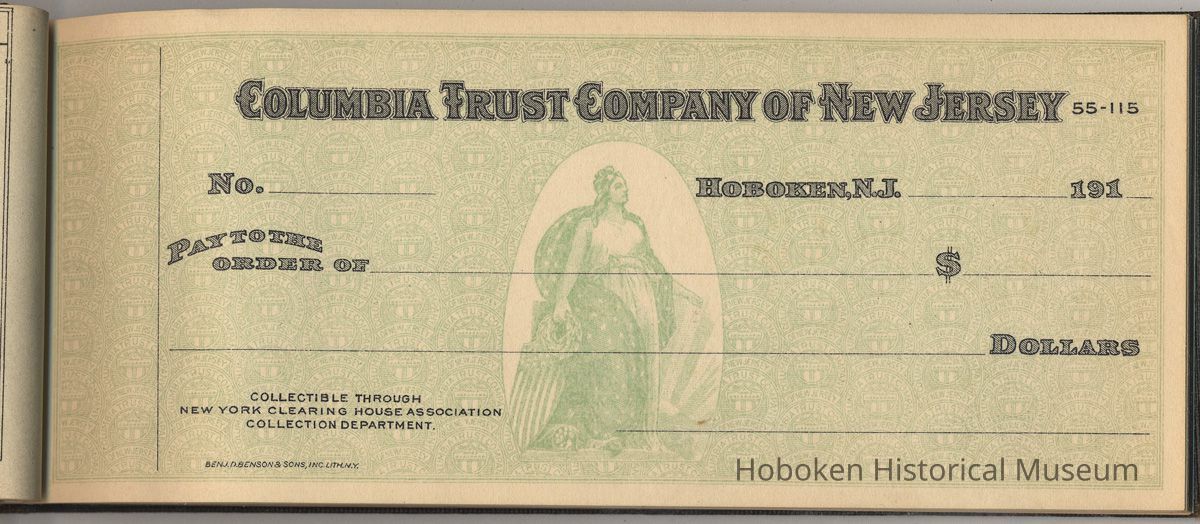 COLUMBIA TRUST COMPANY OF NEW JERSEY 55-115
No. HOBOKEN, N.J. 191
PAY TO THE
ORDER OF $
DOLLARS
COLLECTIBLE THROUGH
NEW YORK CLEARING HOUSE ASSOCIATION
COLLECTION DEPARTMENT.
BENJ. D. BENSON & SONS, INC. LITH. N.Y.
Hoboken Historical Museum